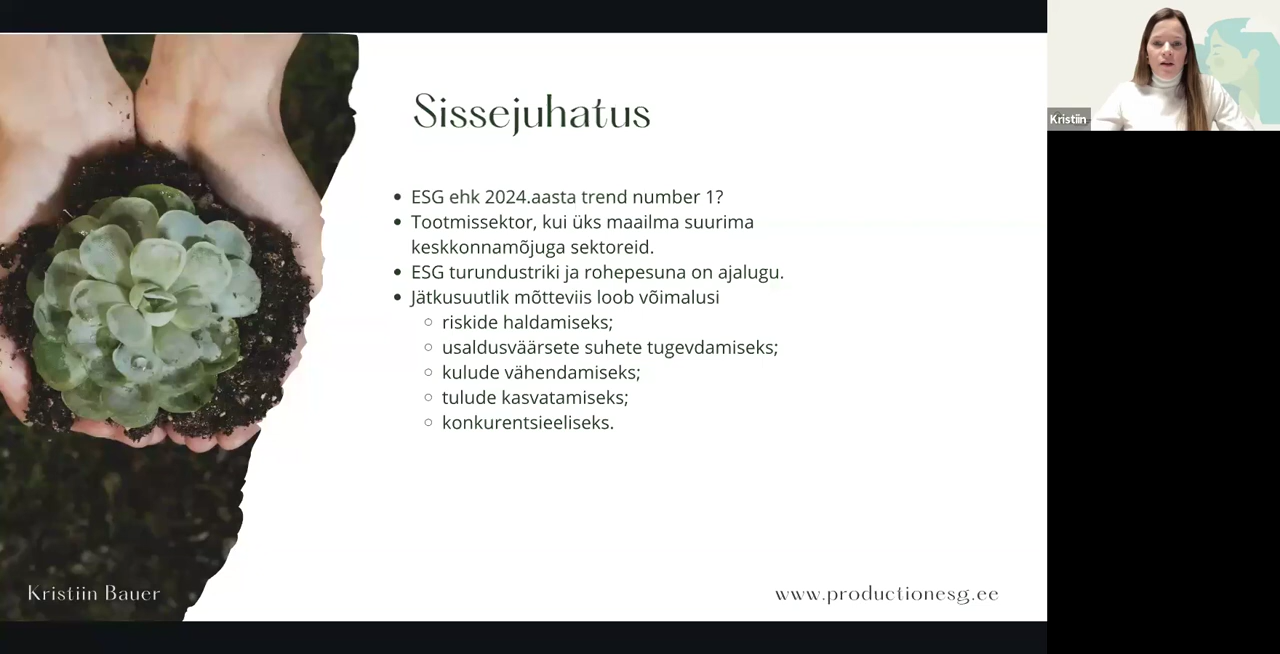 Sissejuhatus
ESG ehk 2024.aasta trend number 1?
Tootmissektor, kui üks maailma suurima
keskkonnamõjuga sektoreid.
ESG turundustriki ja rohepesuna on ajalugu.
Jätkusuutlik mõtteviis loob võimalusi
riskide haldamiseks;
usaldusväärsete suhete tugevdamiseks;
kulude vähendamiseks;
tulude kasvatamiseks;
konkurentsieeliseks.
Kristiin Bauer
www.productionesg.ee
Kristiin